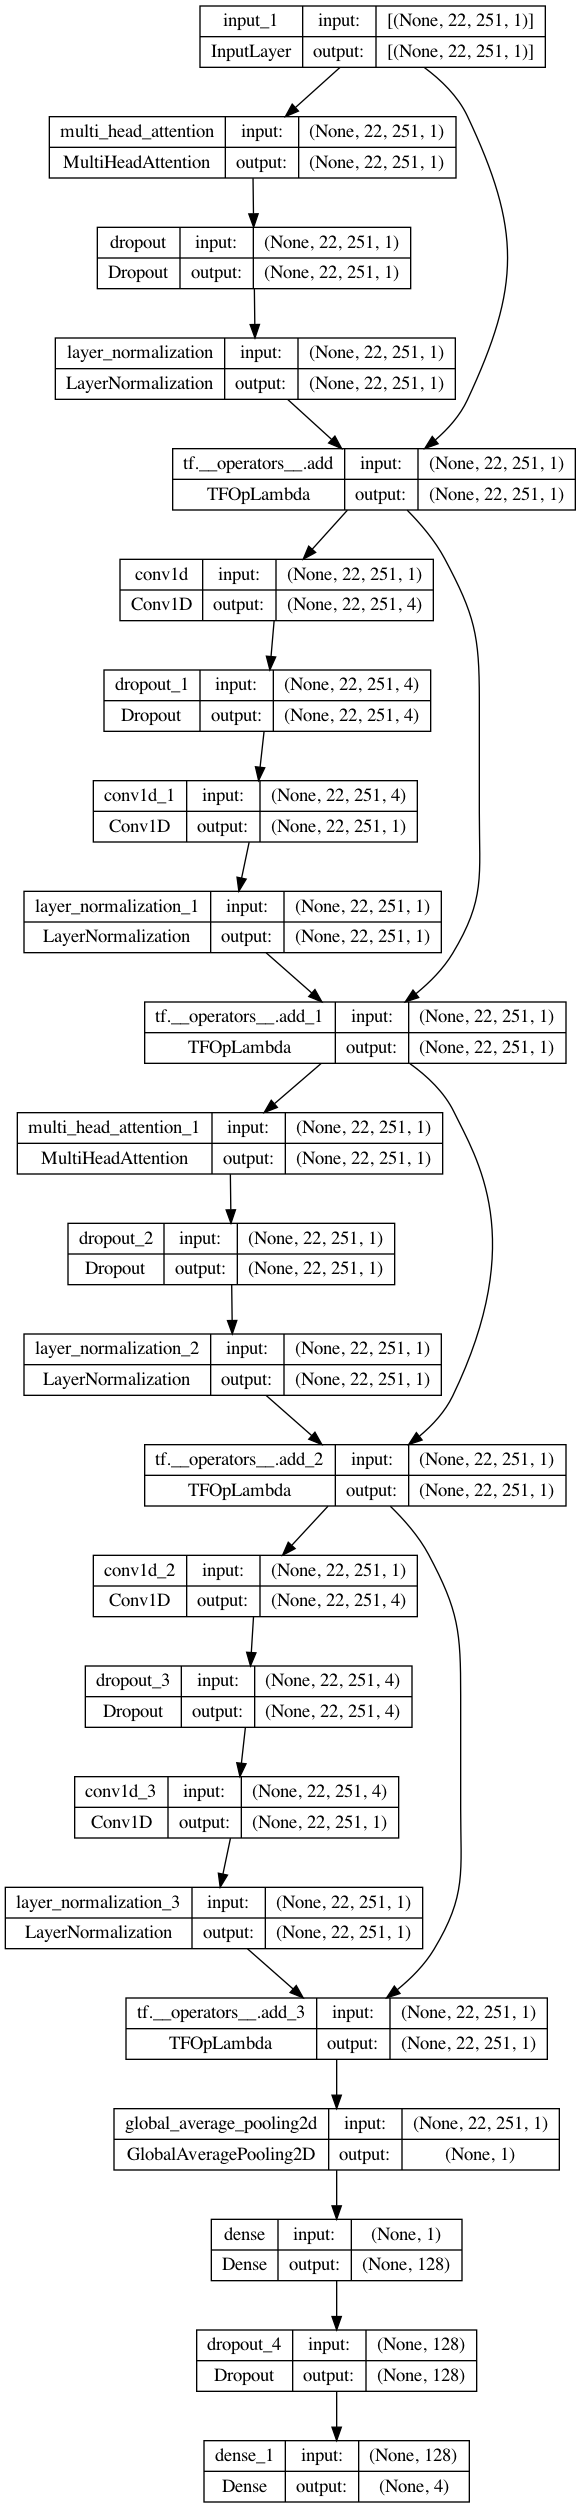 input_1 input: [(None, 22, 251, 1)]
InputLayer output: [(None, 22, 251, 1)]
multi_head_attention input: (None, 22, 251, 1)
MultiHeadAttention output: (None, 22, 251, 1)
dropout input: (None, 22, 251, 1)
Dropout output: (None, 22, 251, 1)
layer_normalization input: (None, 22, 251, 1)
LayerNormalization output: (None, 22, 251, 1)
tf.__operators__.add input: (None, 22, 251, 1)
TFOpLambda output: (None, 22, 251, 1)
conv1d input: (None, 22, 251, 1)
Conv1D output: (None, 22, 251, 4)
dropout_1 input: (None, 22, 251, 4)
Dropout output: (None, 22, 251, 4)
conv1d_1 input: (None, 22, 251, 4)
Conv1D output: (None, 22, 251, 1)
layer_normalization_1 input: (None, 22, 251, 1)
LayerNormalization output: (None, 22, 251, 1)
tf.__operators__.add_1 input: (None, 22, 251, 1)
TFOpLambda output: (None, 22, 251, 1)
multi_head_attention_1 input: (None, 22, 251, 1)
MultiHeadAttention output: (None, 22, 251, 1)
dropout_2 input: (None, 22, 251, 1)
Dropout output: (None, 22, 251, 1)
layer_normalization_2 input: (None, 22, 251, 1)
LayerNormalization output: (None, 22, 251, 1)
tf.__operators__.add_2 input: (None, 22, 251, 1)
TFOpLambda output: (None, 22, 251, 1)
conv1d_2 input: (None, 22, 251, 1)
Conv1D output: (None, 22, 251, 4)
dropout_3 input: (None, 22, 251, 4)
Dropout output: (None, 22, 251, 4)
conv1d_3 input: (None, 22, 251, 4)
Conv1D output: (None, 22, 251, 1)
layer_normalization_3 input: (None, 22, 251, 1)
LayerNormalization output: (None, 22, 251, 1)
tf.__operators__.add_3 input: (None, 22, 251, 1)
TFOpLambda output: (None, 22, 251, 1)
global_average_pooling2d input: (None, 22, 251, 1)
GlobalAveragePooling2D output: (None, 1)
dense input: (None, 1)
Dense output: (None, 128)
dropout_4 input: (None, 128)
Dropout output: (None, 128)
dense_1 input: (None, 128)
Dense output: (None, 4)